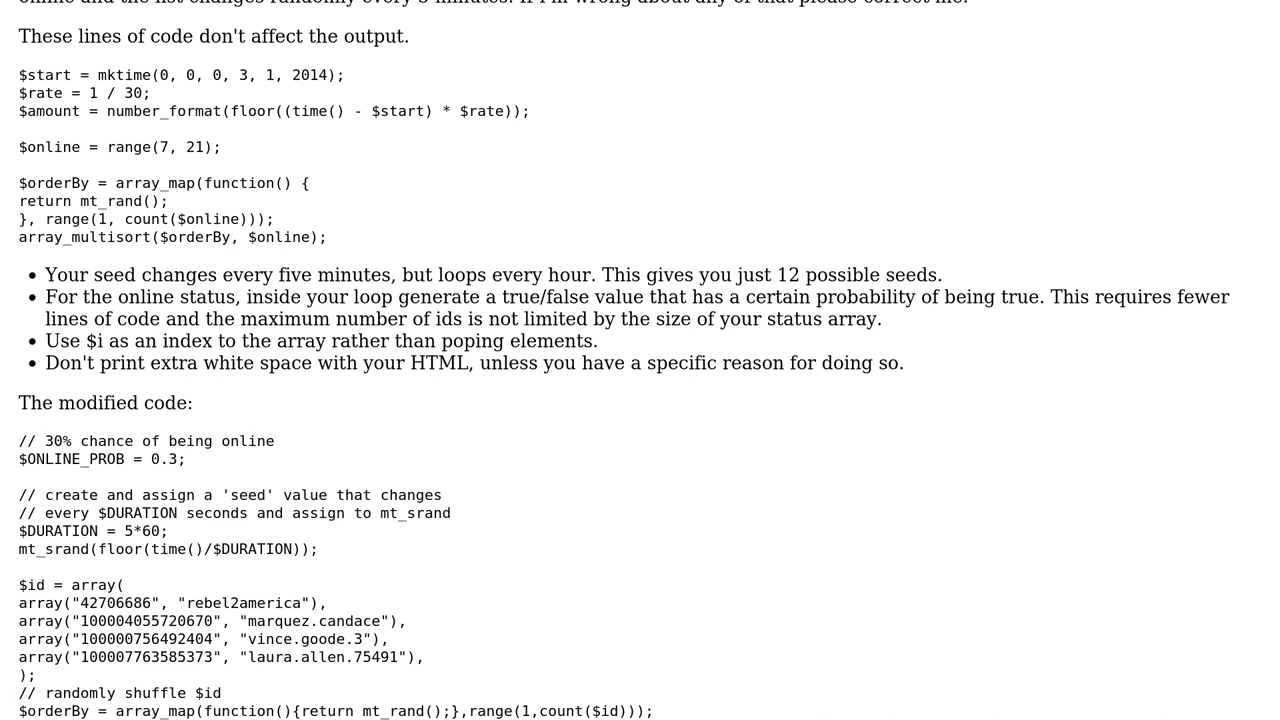 These lines of code don't affect the output.
$start = mktime(0, 0, 0, 3, 1, 2014);
$rate = 1 / 30;
$amount = number_format(floor((time() - $start) * $rate));
$online = range(7, 21);
$orderBy = array_map(function() {
return mt_rand();
}, range(1, count($online)));
array_multisort($orderBy, $online);
• Your seed changes every five minutes, but loops every hour. This gives you just 12 possible seeds.
• For the online status, inside your loop generate a true/false value that has a certain probability of being true. This requires fewer
lines of code and the maximum number of ids is not limited by the size of your status array.
• Use $i as an index to the array rather than poping elements.
• Don't print extra white space with your HTML, unless you have a specific reason for doing so.
The modified code:
// 30% chance of being online
$ONLINE_PROB = 0.3;
// create and assign a 'seed' value that changes
// every $DURATION seconds and assign to mt_srand
$DURATION = 5*60;
mt_srand(floor(time()/$DURATION));
$id = array(
array("42706686", "rebel2america"),
array("100004055720670", "marquez.candace"),
array("100000756492404", "vince.goode.3"),
array("100007763585373", "laura.allen.75491"),
);
// randomly shuffle $id
$orderBy = array_map(function(){return mt_rand();},range(1,count($id)));